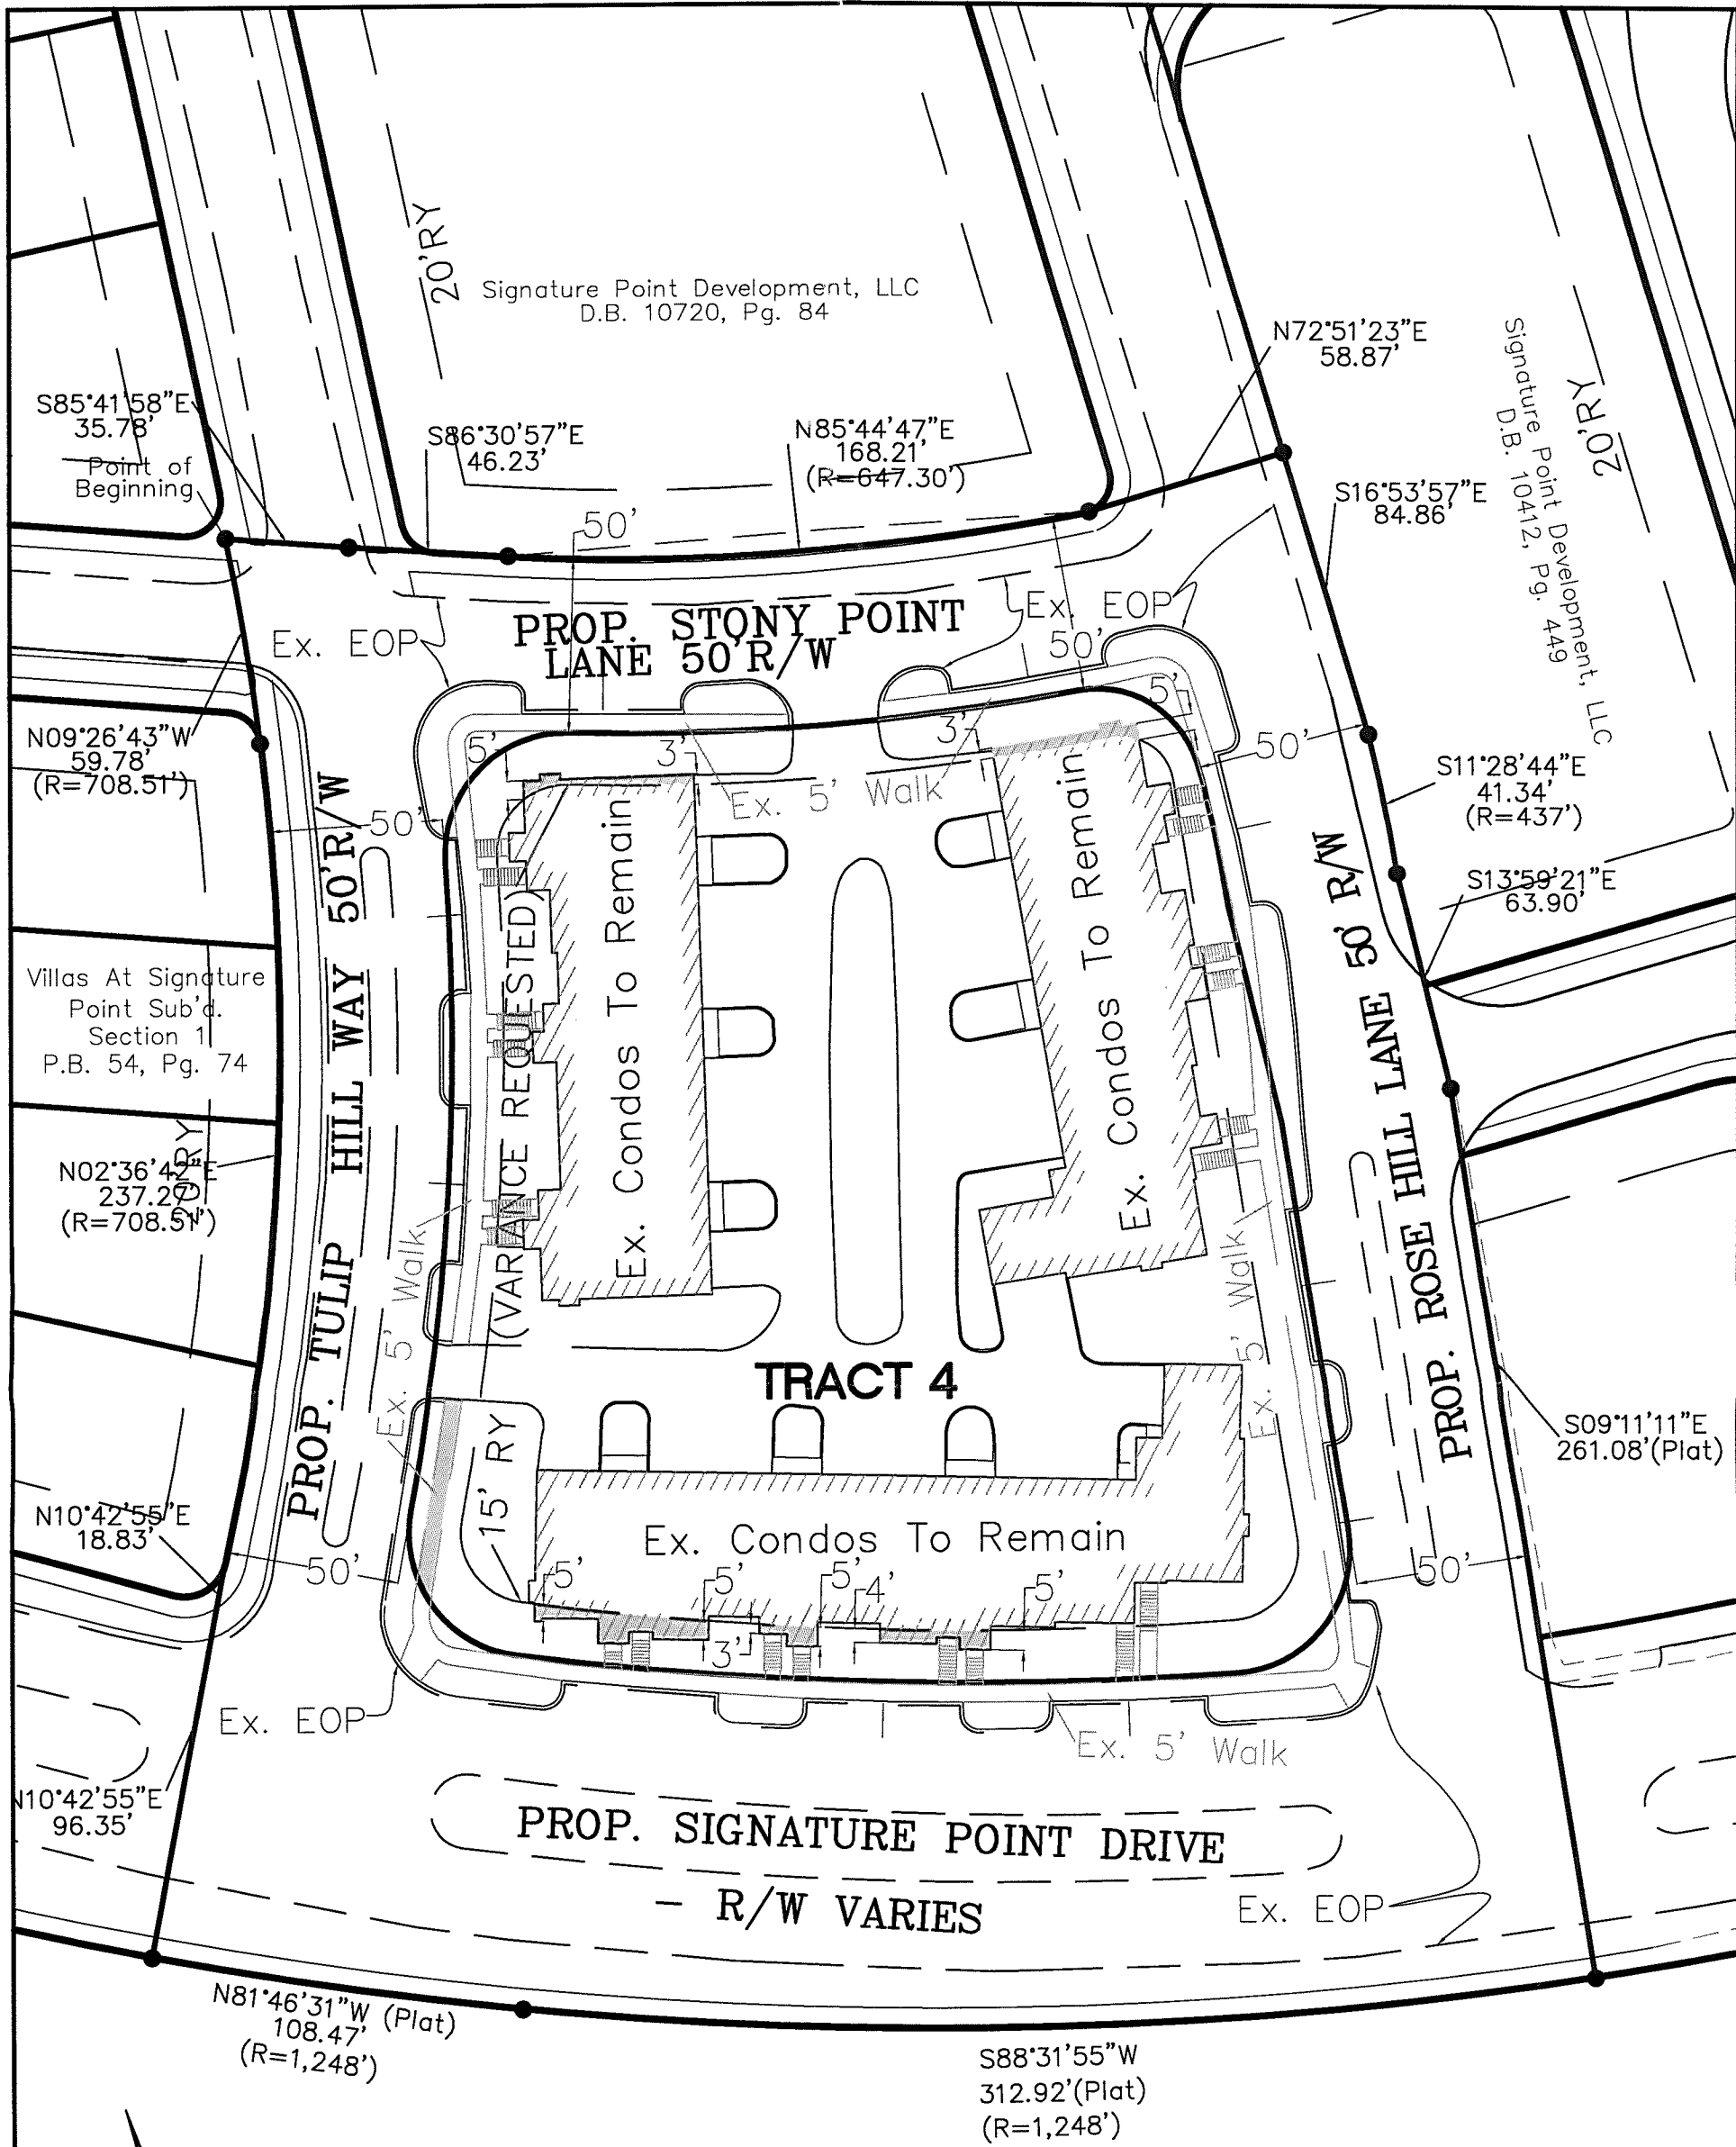 20'RY
Signature Point Development, LLC
D.B. 10720, Pg. 84
N72°51'23"E
58.87'
Signature Point Development, LLC
D.B. 10412, Pg. 449
20'RY
S85°41'58"E
35.78'
Point of
Beginning
S86°30'57"E
46.23'
N85°44'47"E
168.21'
(R=647.30')
S16°53'57"E
84.86'
50'
Ex. EOP
PROP. STONY POINT
LANE 50'R/W
Ex. EOP
50'
5'
3'
3'
5'
50'
N09°26'43"W
59.78'
(R=708.51')
S11°28'44"E
41.34'
(R=437')
Ex. 5' Walk
50'
S13°59'21"E
63.90'
Villas At Signature
Point Sub'd.
Section 1
P.B. 54, Pg. 74
PROP. TULIP HILL WAY 50'R/W
(VARIANCE REQUESTED)
Ex. Condos To Remain
Ex. Condos To Remain
PROP. ROSE HILL LANE 50' R/W
N02°36'42"E
237.27'
(R=708.51')
20'RY
Ex. 5' Walk
Ex. 5' Walk
TRACT 4
15' RY
S09°11'11"E
261.08'(Plat)
N10°42'55"E
18.83'
50'
Ex. Condos To Remain
50'
5'
5'
5'
4'
5'
3'
Ex. EOP
Ex. 5' Walk
N10°42'55"E
96.35'
PROP. SIGNATURE POINT DRIVE
- R/W VARIES
Ex. EOP
N81°46'31"W (Plat)
108.47'
(R=1,248')
S88°31'55"W
312.92'(Plat)
(R=1,248')